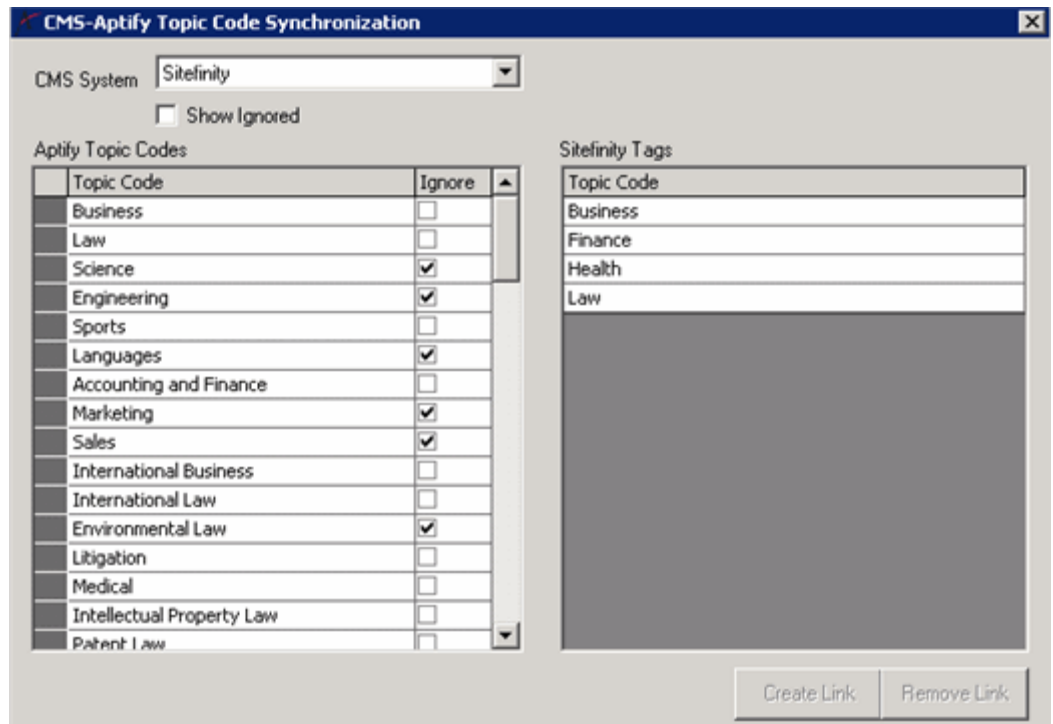 CMS-Aptify Topic Code Synchronization
CMS System Sitefinity
Show Ignored
Aptify Topic Codes
Topic Code Ignore
Business
Law
Science
Engineering
Sports
Languages
Accounting and Finance
Marketing
Sales
International Business
International Law
Environmental Law
Litigation
Medical
Intellectual Property Law
Patent Law
Sitefinity Tags
Topic Code
Business
Finance
Health
Law
Create Link Remove Link